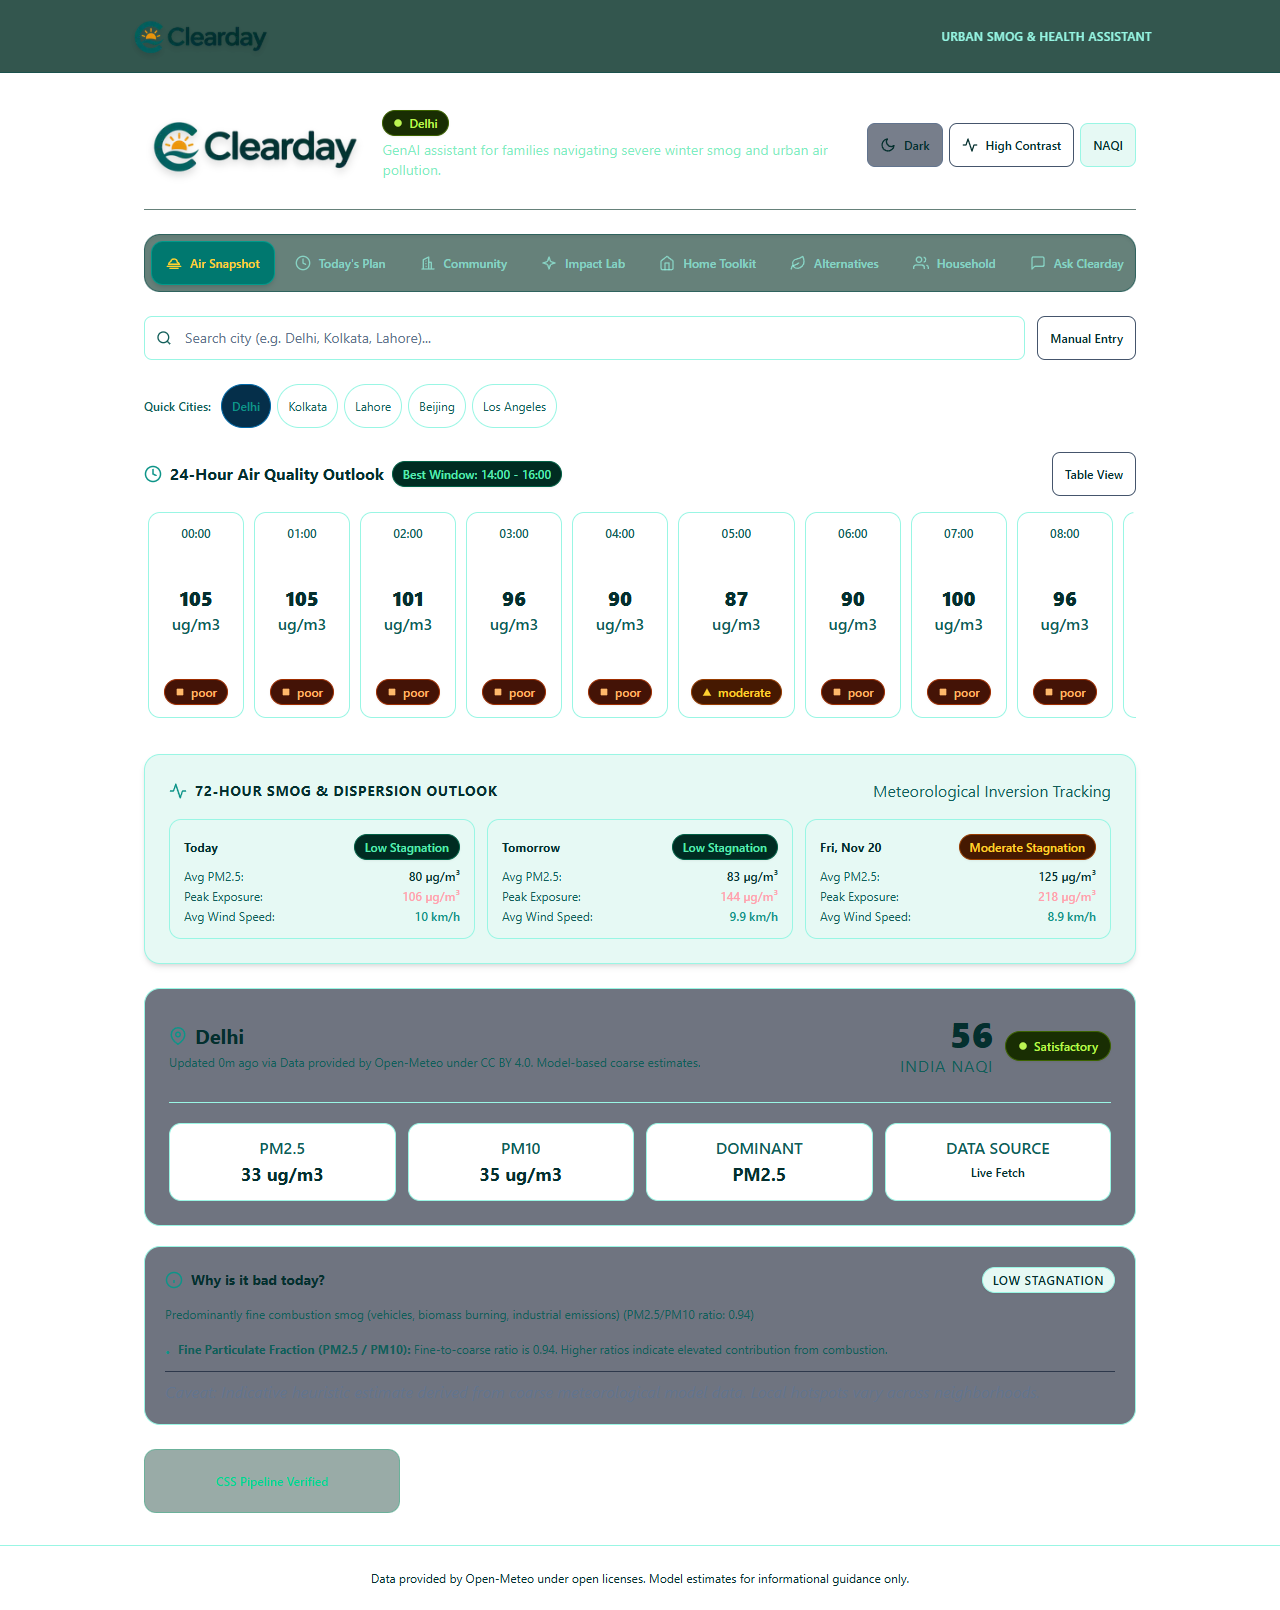 Clearday
URBAN SMOG & HEALTH ASSISTANT
Clearday
Delhi
GenAI assistant for families navigating severe winter smog and urban air
pollution.
Dark
High Contrast
NAQI
Air Snapshot
Today's Plan
Community
Impact Lab
Home Toolkit
Alternatives
Household
Ask Clearday
Search city (e.g. Delhi, Kolkata, Lahore)...
Manual Entry
Quick Cities:
Delhi
Kolkata
Lahore
Beijing
Los Angeles
24-Hour Air Quality Outlook
Best Window: 14:00 - 16:00
Table View
00:00
105
ug/m3
poor
01:00
105
ug/m3
poor
02:00
101
ug/m3
poor
03:00
96
ug/m3
poor
04:00
90
ug/m3
poor
05:00
87
ug/m3
moderate
06:00
90
ug/m3
poor
07:00
100
ug/m3
poor
08:00
96
ug/m3
poor
72-HOUR SMOG & DISPERSION OUTLOOK
Meteorological Inversion Tracking
Today
Low Stagnation
Avg PM2.5: 80 µg/m³
Peak Exposure: 106 µg/m³
Avg Wind Speed: 10 km/h
Tomorrow
Low Stagnation
Avg PM2.5: 83 µg/m³
Peak Exposure: 144 µg/m³
Avg Wind Speed: 9.9 km/h
Fri, Nov 20
Moderate Stagnation
Avg PM2.5: 125 µg/m³
Peak Exposure: 218 µg/m³
Avg Wind Speed: 8.9 km/h
Delhi
Updated 0m ago via Data provided by Open-Meteo under CC BY 4.0. Model-based coarse estimates.
56
INDIA NAQI
Satisfactory
PM2.5
33 ug/m3
PM10
35 ug/m3
DOMINANT
PM2.5
DATA SOURCE
Live Fetch
Why is it bad today?
LOW STAGNATION
Predominantly fine combustion smog (vehicles, biomass burning, industrial emissions) (PM2.5/PM10 ratio: 0.94)
Fine Particulate Fraction (PM2.5 / PM10): Fine-to-coarse ratio is 0.94. Higher ratios indicate elevated contribution from combustion.
CSS Pipeline Verified
Data provided by Open-Meteo under open licenses. Model estimates for informational guidance only.